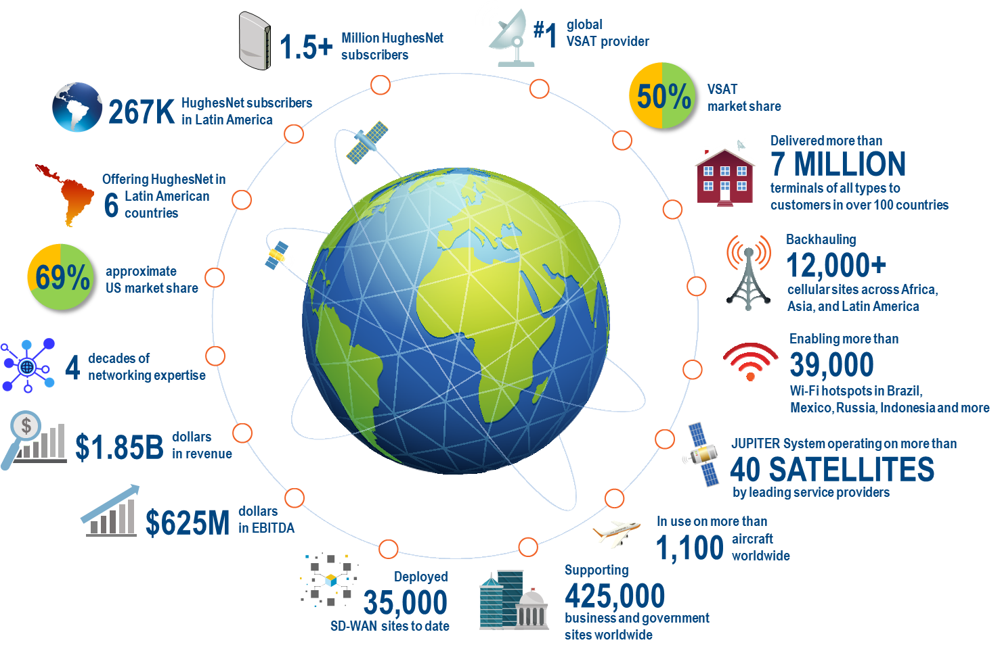 1.5+
Million HughesNet
subscribers
#1
global
VSAT provider
50%
VSAT
market share
Delivered more than
7 MILLION
terminals of all types to
customers in over 100 countries
Backhauling
12,000+
cellular sites across Africa,
Asia, and Latin America
Enabling more than
39,000
Wi-Fi hotspots in Brazil,
Mexico, Russia, Indonesia and more
JUPITER System operating on more than
40 SATELLITES
by leading service providers
In use on more than
1,100
aircraft
worldwide
Supporting
425,000
business and government
sites worldwide
Deployed
35,000
SD-WAN sites to date
$625M
dollars
in EBITDA
$
$1.85B
dollars
in revenue
4
decades of
networking expertise
69%
approximate
US market share
Offering HughesNet in
6
Latin American
countries
267K
HughesNet subscribers
in Latin America